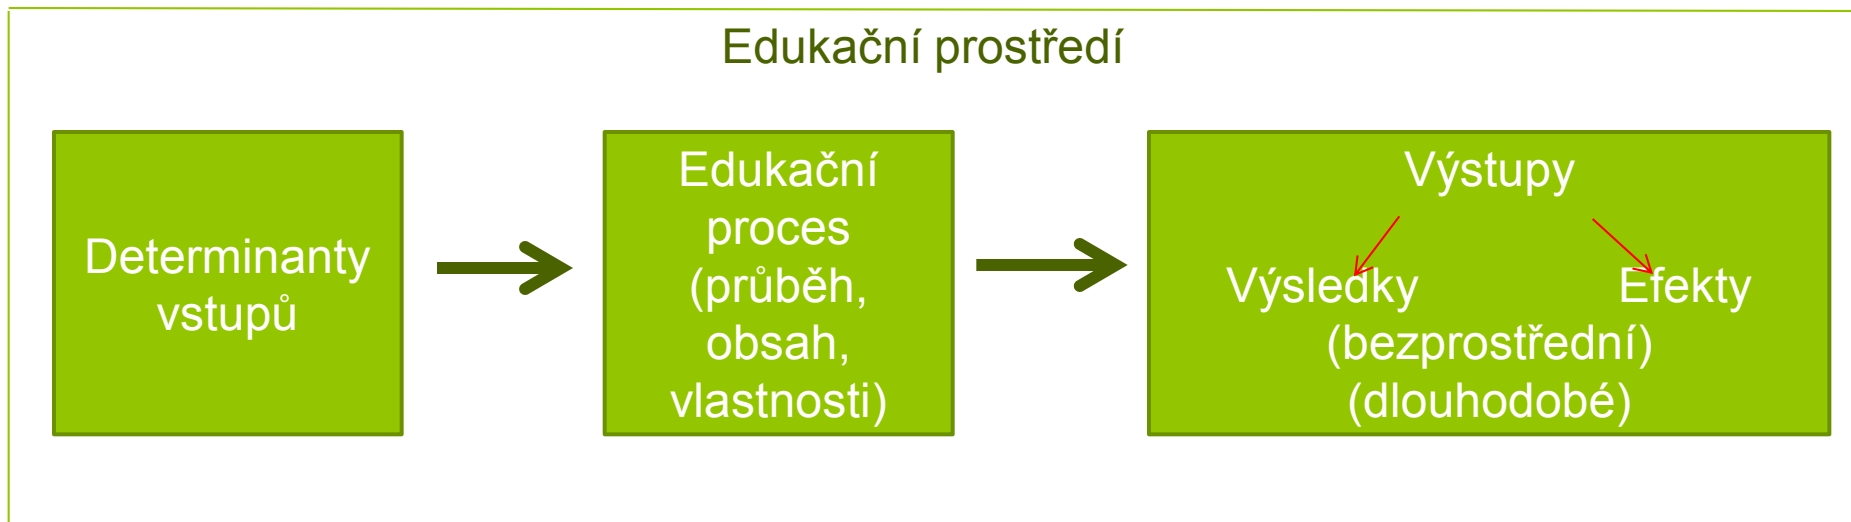 Edukační prostředí
Determinanty
vstupů
Edukační
proces
(průběh,
obsah,
vlastnosti)
Výstupy
Výsledky Efekty
(bezprostřední)
(dlouhodobé)